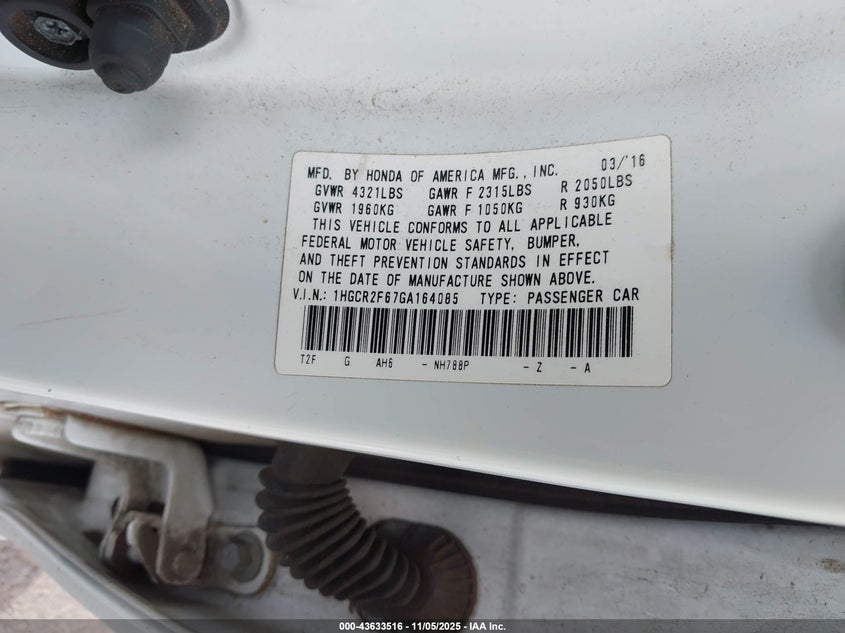 MFD. BY HONDA OF AMERICA MFG., INC. 03/'16
GVWR 4321LBS GAWR F 2315LBS R 2050LBS
GVWR 1960KG GAWR F 1050KG R 930KG
THIS VEHICLE CONFORMS TO ALL APPLICABLE
FEDERAL MOTOR VEHICLE SAFETY, BUMPER,
AND THEFT PREVENTION STANDARDS IN EFFECT
ON THE DATE OF MANUFACTURE SHOWN ABOVE.
V.I.N.: 1HGCR2F67GA164085 TYPE: PASSENGER CAR
T2F G AH6 - NH788P - Z - A
000-43633516 - 11/05/2025 - IAA Inc.